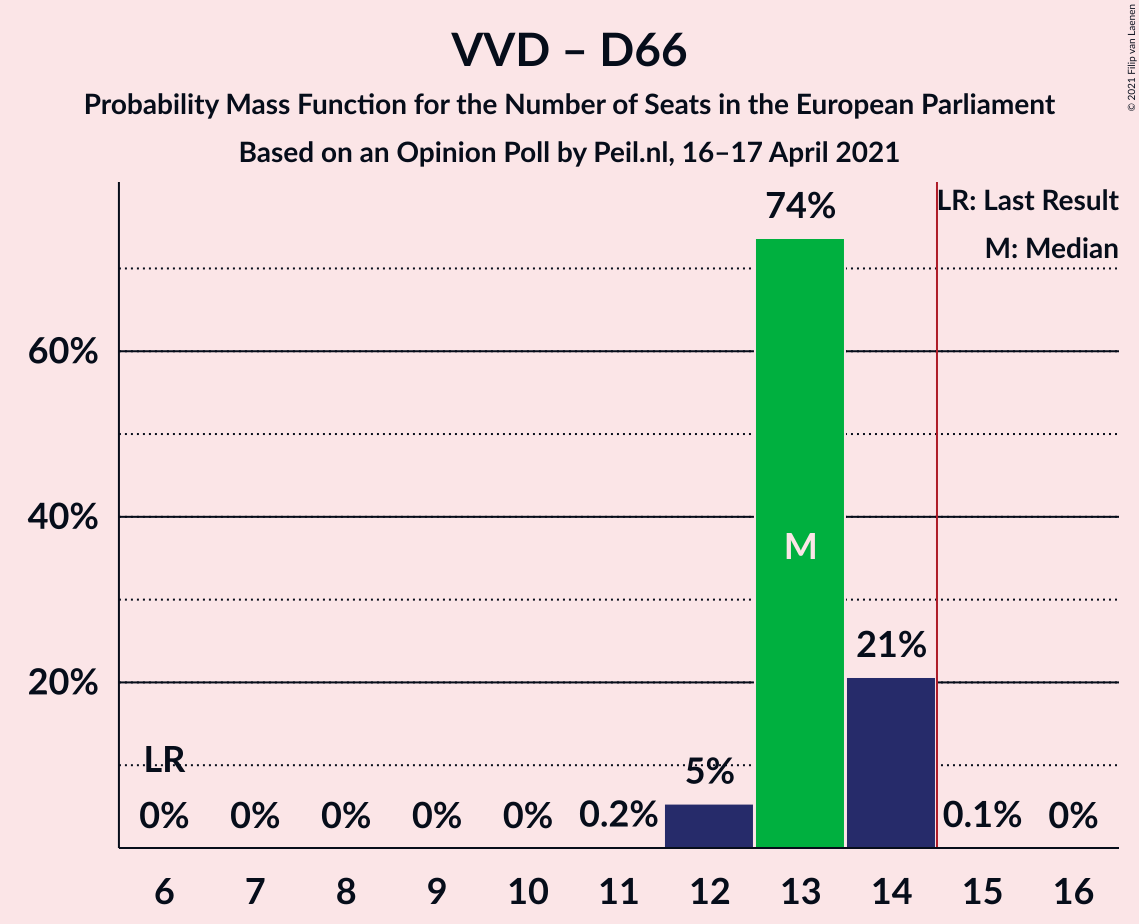 VVD – D66
Probability Mass Function for the Number of Seats in the European Parliament
Based on an Opinion Poll by Peil.nl, 16–17 April 2021
© 2021 Filip van Laenen
LR: Last Result
M: Median
74%
60%
40%
M
21%
20%
LR
5%
0% 0% 0% 0% 0% 0.2% 0.1% 0%
6 7 8 9 10 11 12 13 14 15 16